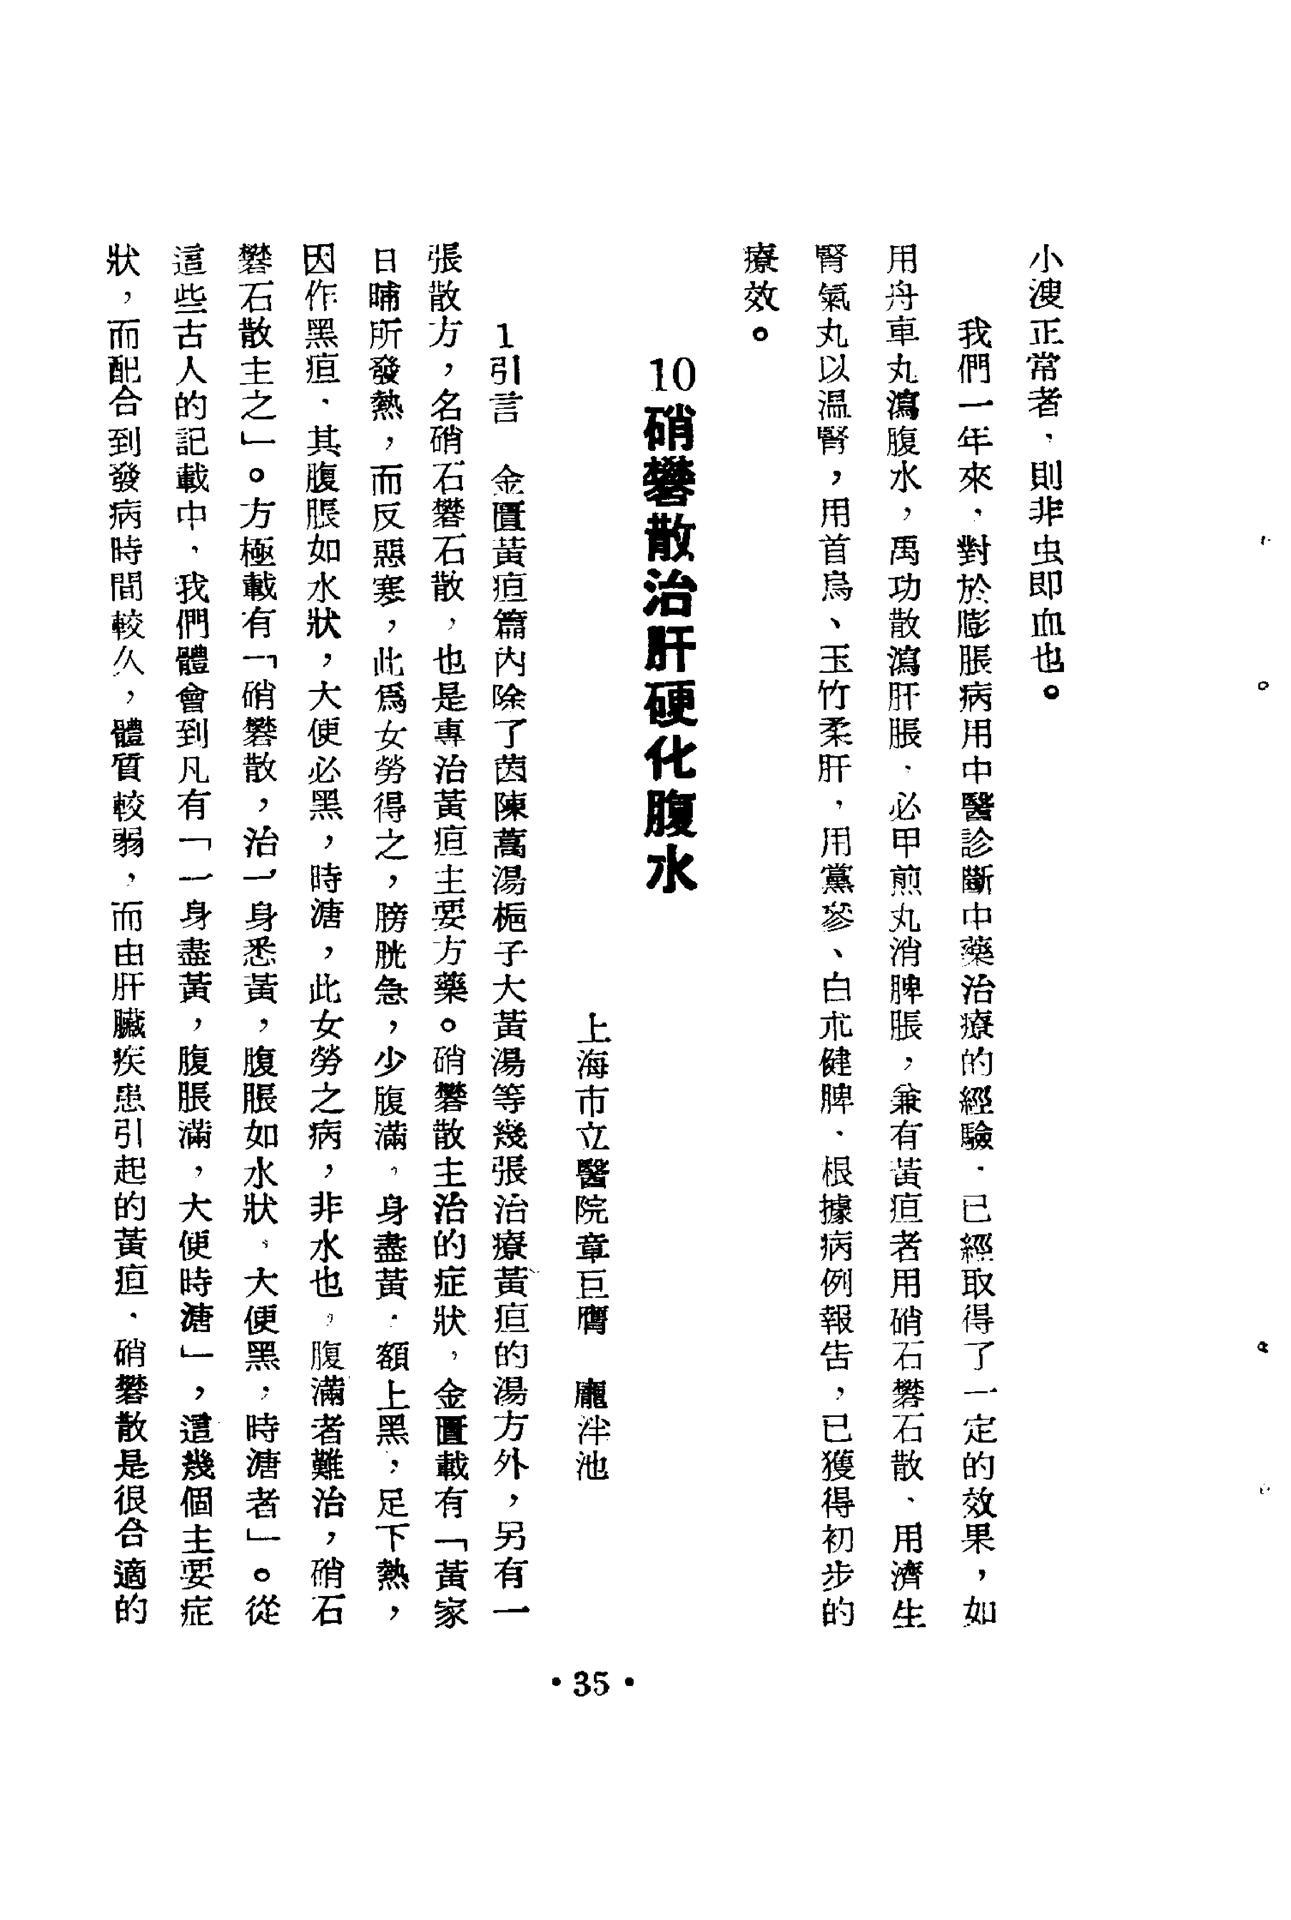 小溲正常者，則非虫即血也。
我們一年來，對於膨脹病用中醫診斷中藥治療的經驗，已經取得了一定的效果，如
用舟車丸瀉腹水，禹功散瀉肝脹，必甲煎丸消脾脹，兼有黃疸者用硝石礬石散、用濟生
腎氣丸以温腎，用首烏、玉竹柔肝，用黨參、白朮健脾，根據病例報告，已獲得初步的
療效。
10硝礬散治肝硬化腹水
上海市立醫院章巨膺　龐泮池
1引言　金匱黃疸篇內除了茵陳蒿湯梔子大黃湯等幾張治療黃疸的湯方外，另有一
張散方，名硝石礬石散，也是專治黃疸主要方藥。硝礬散主治的症狀，金匱載有「黃家
日晡所發熱，而反惡寒，此爲女勞得之，膀胱急，少腹滿，身盡黃，額上黑，足下熱，
因作黑疸，其腹脹如水狀，大便必黑，時溏，此女勞之病，非水也，腹滿者難治，硝石
礬石散主之」。方極載有「硝礬散，治一身悉黃，腹脹如水狀，大便黑，時溏者」。從
這些古人的記載中，我們體會到凡有「一身盡黃，腹脹滿，大便時溏」，這幾個主要症
狀，而配合到發病時間較久，體質較弱，而由肝臟疾患引起的黃疸，硝礬散是很合適的
•35•